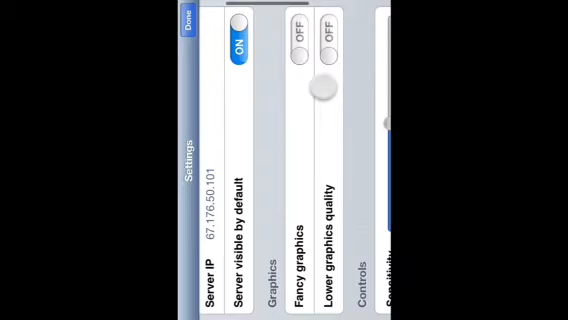 Settings
Done
Server IP 67.176.50.101
Server visible by default ON
Graphics
Fancy graphics OFF
Lower graphics quality OFF
Controls
Sensitivity